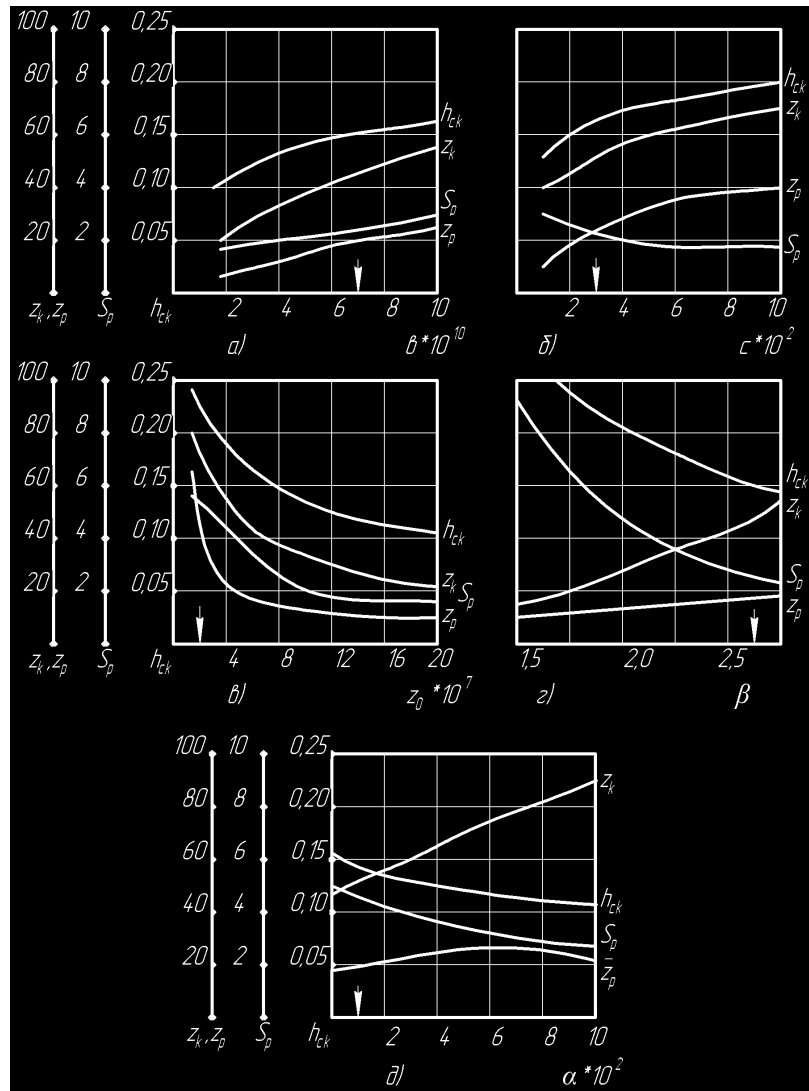 100 10 0,25
80 8 0,20
60 6 0,15
40 4 0,10
20 2 0,05
z_k, z_p S_p h_ck
h_ck
z_k
S_p
z_p
2 4 6 8 10
а) в*10^10
h_ck
z_k
z_p
S_p
2 4 6 8 10
б) c*10^2
100 10 0,25
80 8 0,20
60 6 0,15
40 4 0,10
20 2 0,05
z_k, z_p S_p h_ck
h_ck
z_k
S_p
z_p
4 8 12 16 20
в) z_0*10^7
h_ck
z_k
S_p
z_p
1,5 2,0 2,5
г) β
100 10 0,25
80 8 0,20
60 6 0,15
40 4 0,10
20 2 0,05
z_k, z_p S_p h_ck
z_k
h_ck
S_p
z̄_p
2 4 6 8 10
д) α*10^2